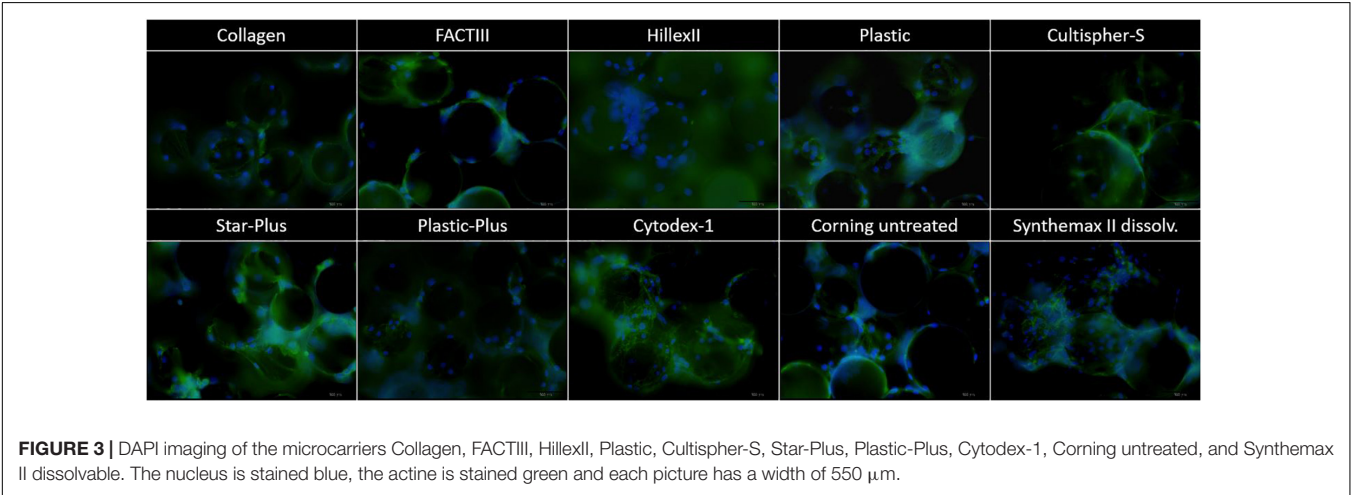 Collagen FACTIII HillexII Plastic Cultispher-S
Star-Plus Plastic-Plus Cytodex-1 Corning untreated Synthemax II dissolv.
FIGURE 3 | DAPI imaging of the microcarriers Collagen, FACTIII, HillexII, Plastic, Cultispher-S, Star-Plus, Plastic-Plus, Cytodex-1, Corning untreated, and Synthemax
II dissolvable. The nucleus is stained blue, the actine is stained green and each picture has a width of 550 μm.